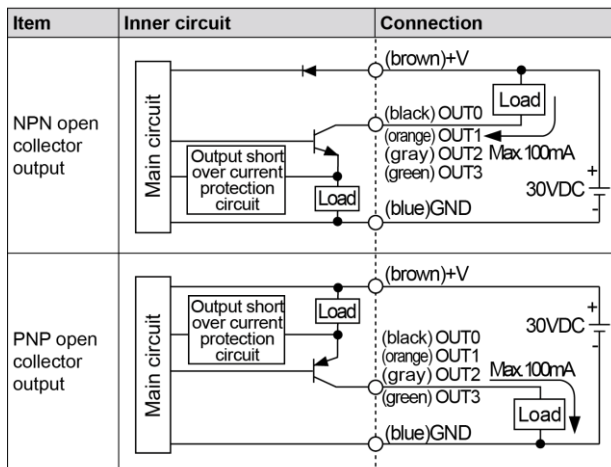 Item
Inner circuit
Connection
NPN open
collector
output
Main circuit
Output short
over current
protection
circuit
Load
(brown)+V
Load
(black) OUT0
(orange) OUT1
(gray) OUT2 Max.100mA
(green) OUT3
+
30VDC
-
(blue)GND
PNP open
collector
output
Main circuit
Output short
over current
protection
circuit
Load
(brown)+V
+
30VDC
-
(black) OUT0
(orange) OUT1
(gray) OUT2 Max.100mA
(green) OUT3
Load
(blue)GND